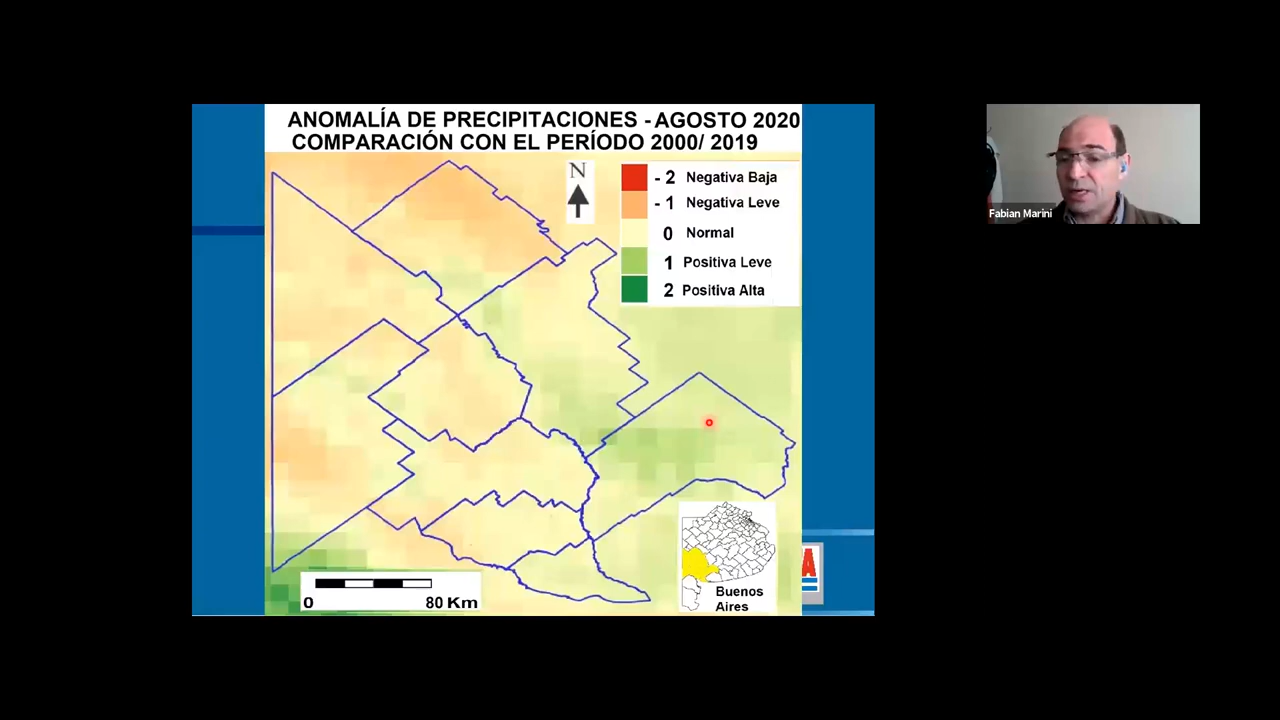 ANOMALÍA DE PRECIPITACIONES - AGOSTO 2020
COMPARACIÓN CON EL PERÍODO 2000/ 2019
N
- 2 Negativa Baja
- 1 Negativa Leve
0 Normal
1 Positiva Leve
2 Positiva Alta
Fabian Marini
0 80 Km
Buenos
Aires
A